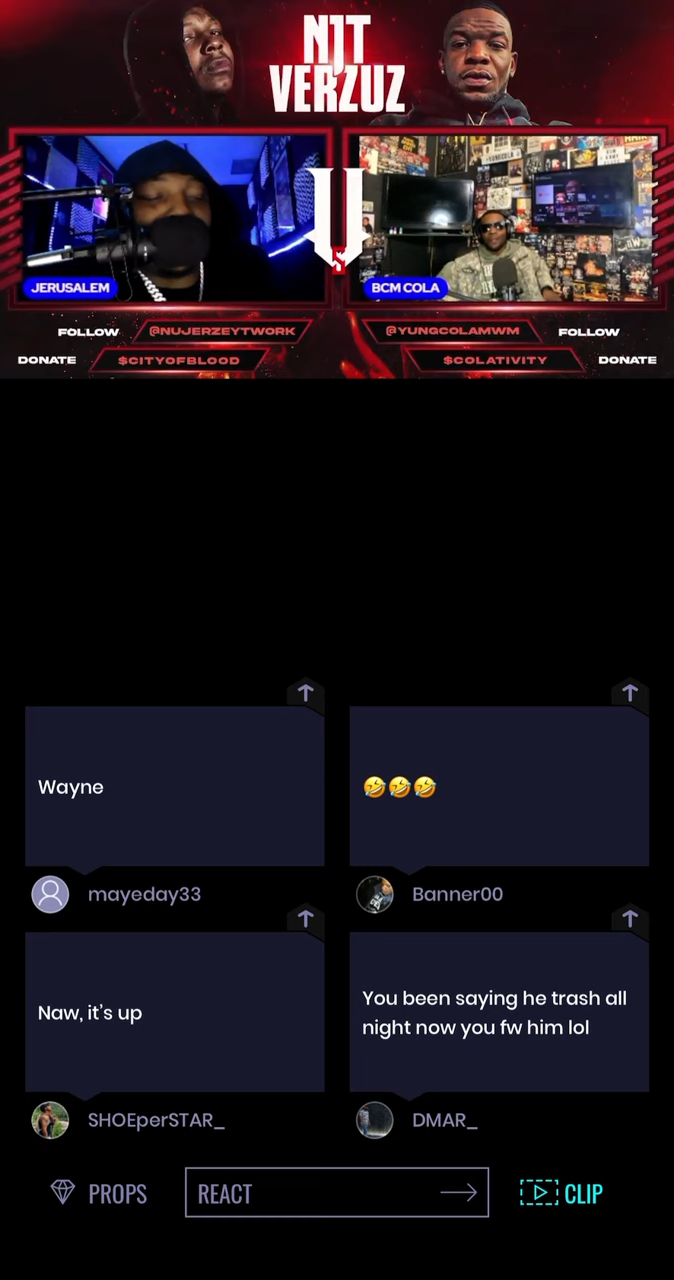 NJT
VERZUZ
JERUSALEM
V
S
BCM COLA
FOLLOW @NUJERZEYTWORK
@YUNGCOLAMWM FOLLOW
DONATE $CITYOFBLOOD
$COLATIVITY DONATE
Wayne
mayeday33
🤣🤣🤣
Banner00
Naw, it's up
SHOEperSTAR_
You been saying he trash all
night now you fw him lol
DMAR_
PROPS
REACT
CLIP